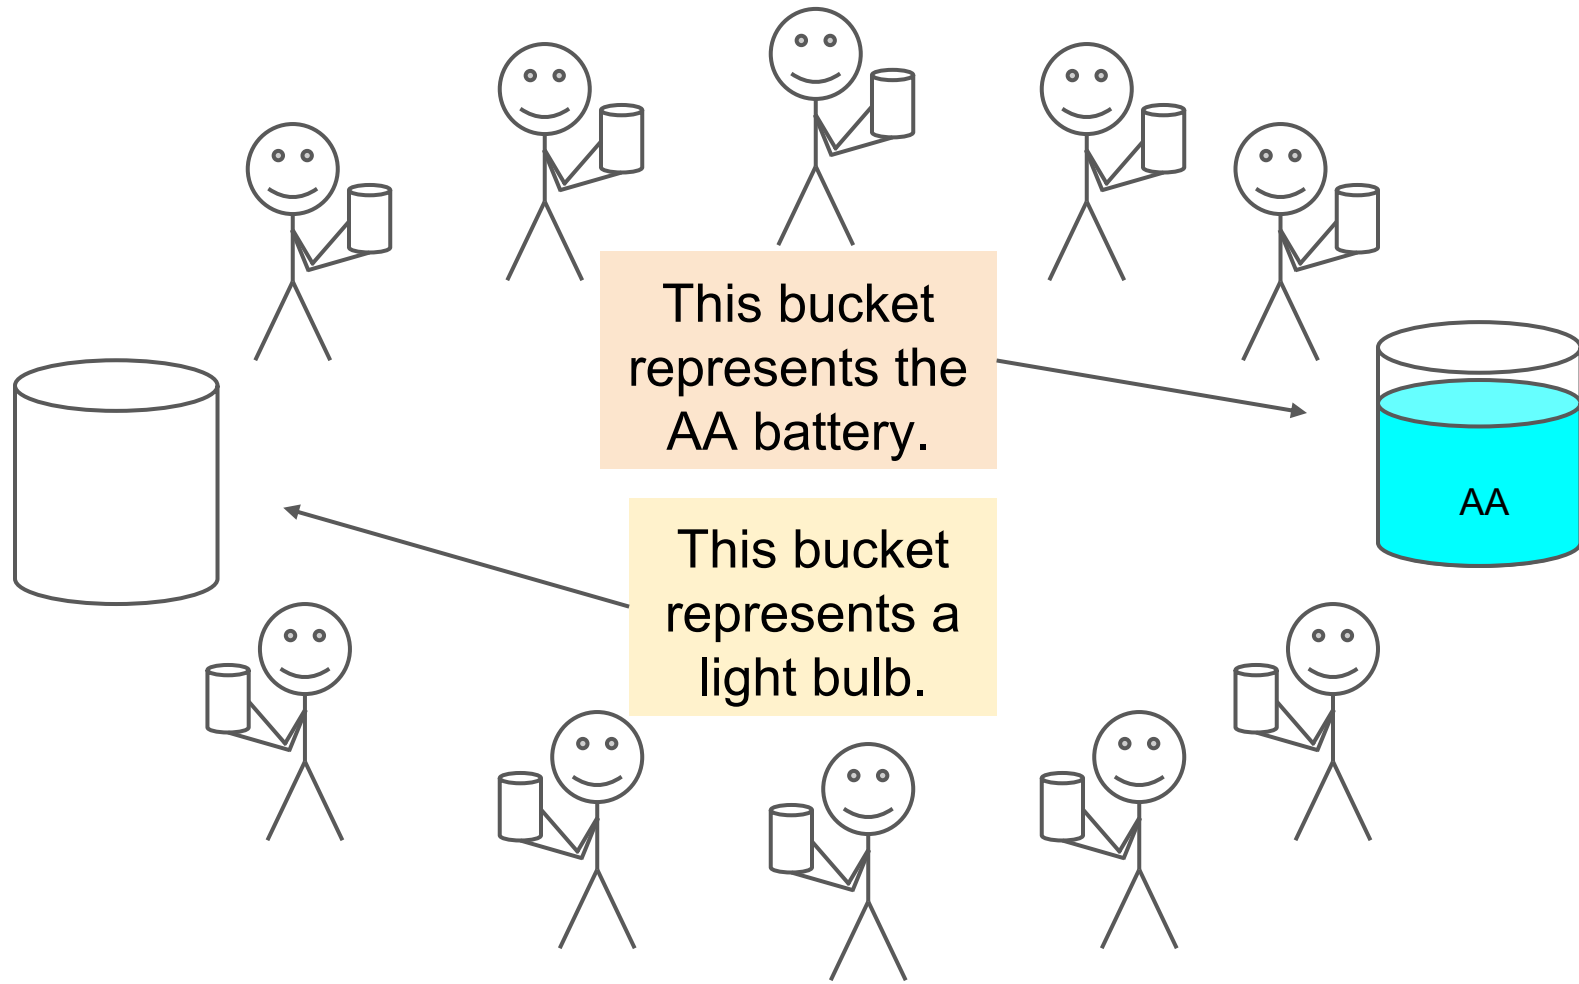 This bucket
represents the
AA battery.
AA
This bucket
represents a
light bulb.